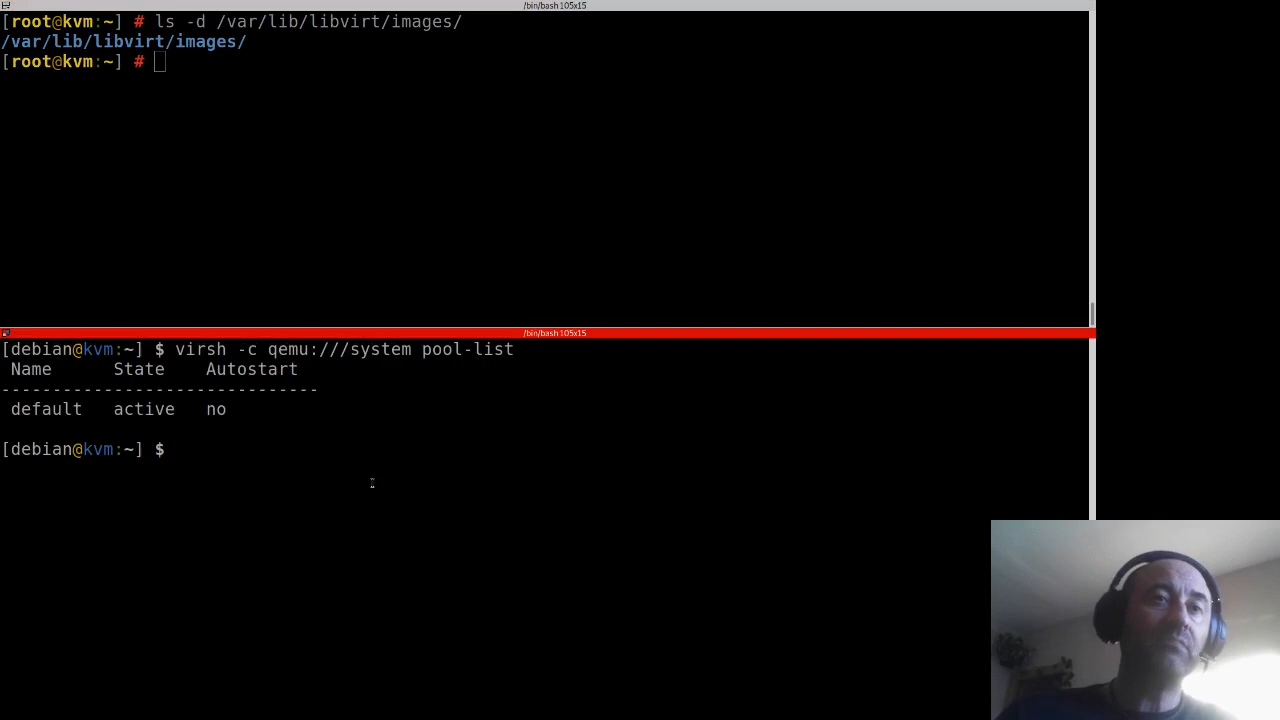 /bin/bash 105x15
[root@kvm:~] # ls -d /var/lib/libvirt/images/
/var/lib/libvirt/images/
[root@kvm:~] #
/bin/bash 105x15
[debian@kvm:~] $ virsh -c qemu:///system pool-list
Name State Autostart
-------------------------------
default active no
[debian@kvm:~] $